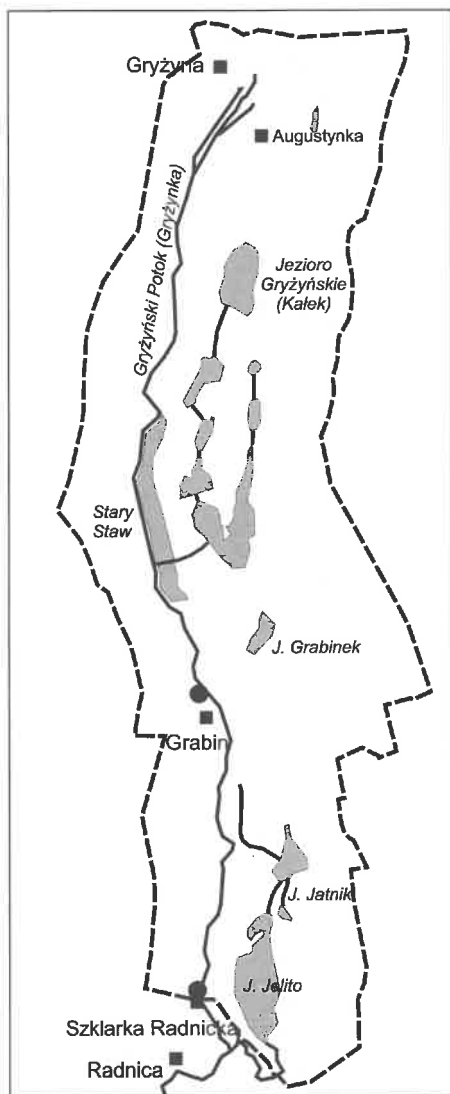 Gryżyna
Augustynka
Gryżyński Potok (Gryżynka)
Jezioro
Gryżyńskie
(Kałek)
Stary
Staw
J. Grabinek
Grabin
J. Jatnik
J. Jelito
Szklarka Radnicka
Radnica